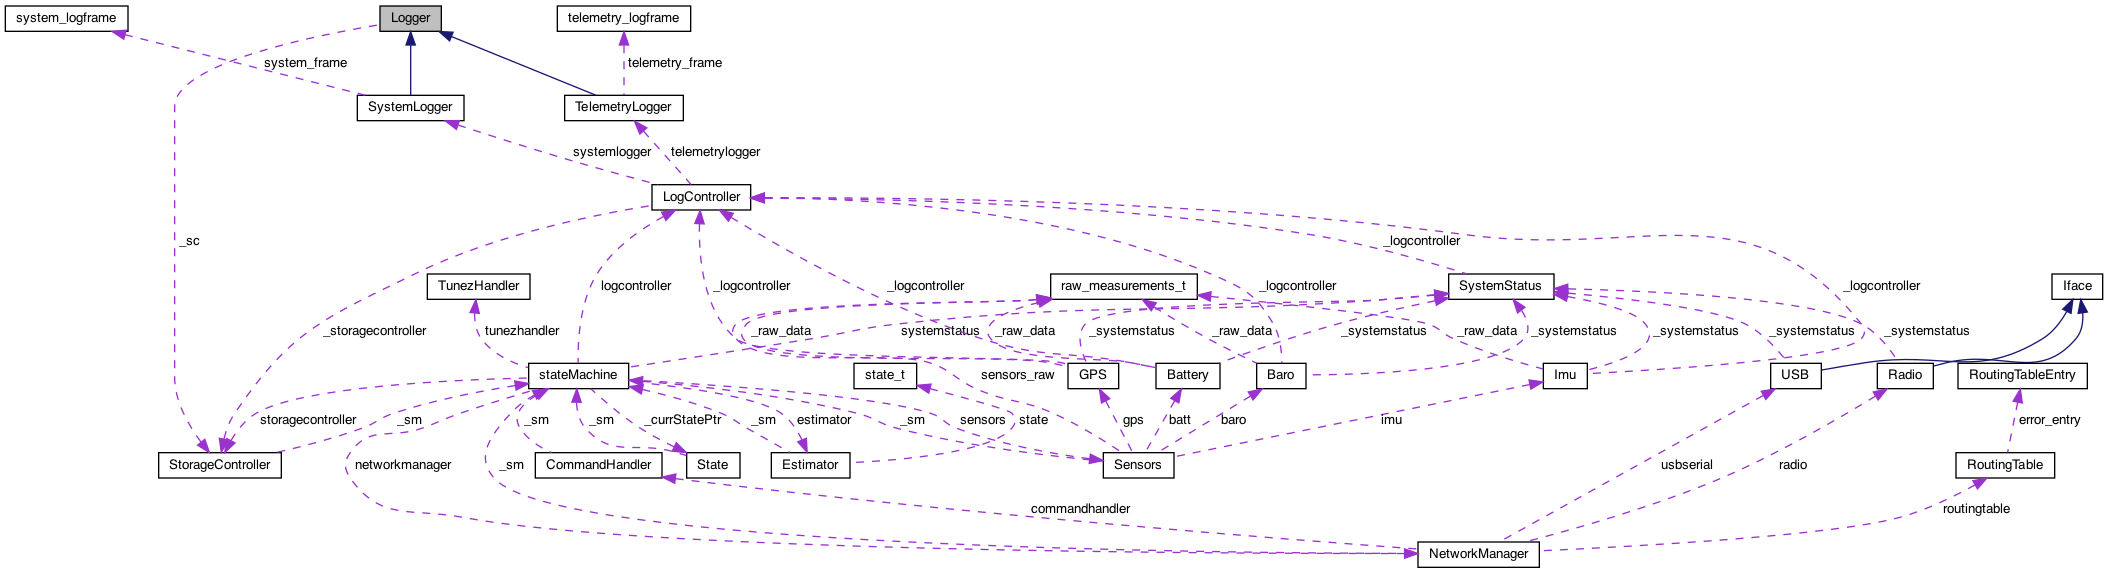 system_logframe
Logger
telemetry_logframe
system_frame
telemetry_frame
SystemLogger
TelemetryLogger
systemlogger
telemetrylogger
LogController
_sc
_logcontroller
TunezHandler
logcontroller
_logcontroller
_logcontroller
raw_measurements_t
_logcontroller
SystemStatus
_logcontroller
Iface
_storagecontroller
tunezhandler
_raw_data
systemstatus
_raw_data
_systemstatus
_raw_data
_systemstatus
_raw_data
_systemstatus
_systemstatus
_systemstatus
_systemstatus
stateMachine
state_t
sensors_raw
GPS
Battery
Baro
Imu
USB
Radio
RoutingTableEntry
storagecontroller
_sm
_sm
_sm
_currStatePtr
_sm
estimator
_sm
sensors
state
gps
batt
baro
imu
error_entry
StorageController
networkmanager
_sm
CommandHandler
State
Estimator
Sensors
usbserial
radio
RoutingTable
commandhandler
routingtable
NetworkManager